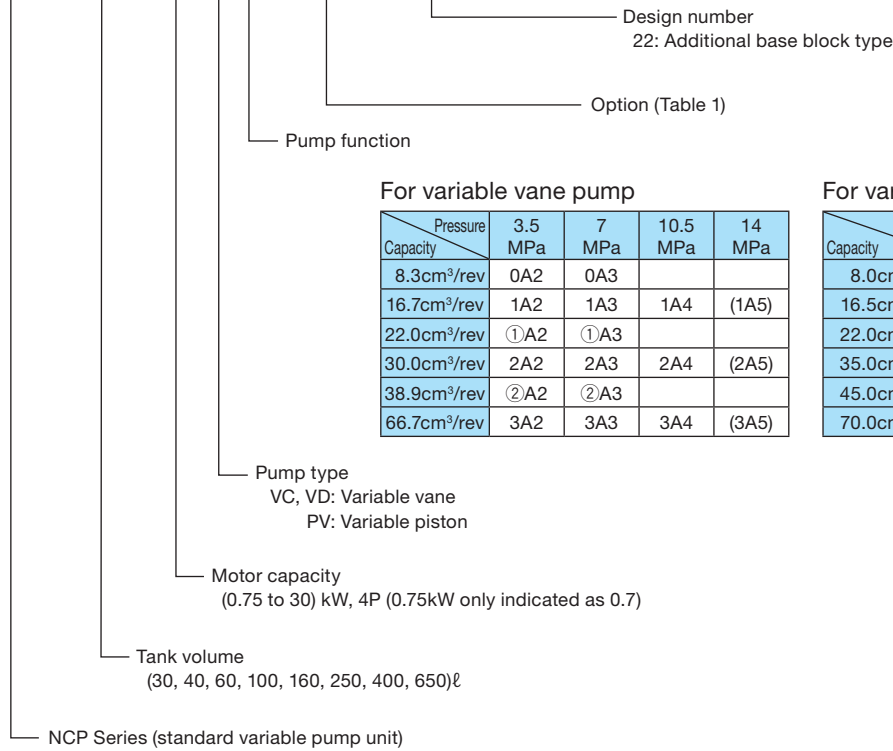 Design number
22: Additional base block type
Option (Table 1)
Pump function
For variable vane pump
Pressure 3.5 MPa 7 MPa 10.5 MPa 14 MPa
Capacity
8.3cm³/rev 0A2 0A3
16.7cm³/rev 1A2 1A3 1A4 (1A5)
22.0cm³/rev ①A2 ①A3
30.0cm³/rev 2A2 2A3 2A4 (2A5)
38.9cm³/rev ②A2 ②A3
66.7cm³/rev 3A2 3A3 3A4 (3A5)
For var
Capacity
8.0cm
16.5cm
22.0cm
35.0cm
45.0cm
70.0cm
Pump type
VC, VD: Variable vane
PV: Variable piston
Motor capacity
(0.75 to 30) kW, 4P (0.75kW only indicated as 0.7)
Tank volume
(30, 40, 60, 100, 160, 250, 400, 650)ℓ
NCP Series (standard variable pump unit)